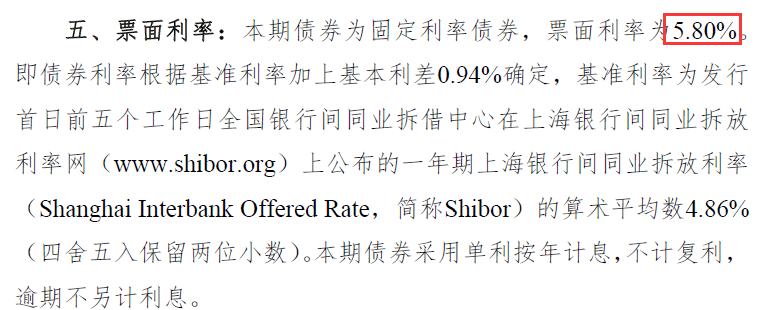 五、票面利率：本期债券为固定利率债券，票面利率为5.80%。
即债券利率根据基准利率加上基本利差0.94%确定，基准利率为发行
首日前五个工作日全国银行间同业拆借中心在上海银行间同业拆放
利率网（www.shibor.org）上公布的一年期上海银行间同业拆放利率
（Shanghai Interbank Offered Rate，简称Shibor）的算术平均数4.86%
（四舍五入保留两位小数）。本期债券采用单利按年计息，不计复利，
逾期不另计利息。